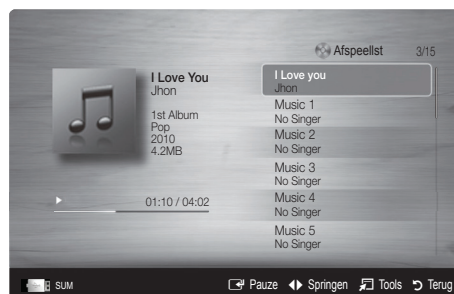 Afspeellst 3/15
I Love You
Jhon
1st Album
Pop
2010
4.2MB
01:10 / 04:02
I Love you
Jhon
Music 1
No Singer
Music 2
No Singer
Music 3
No Singer
Music 4
No Singer
Music 5
No Singer
SUM Pauze Springen Tools Terug